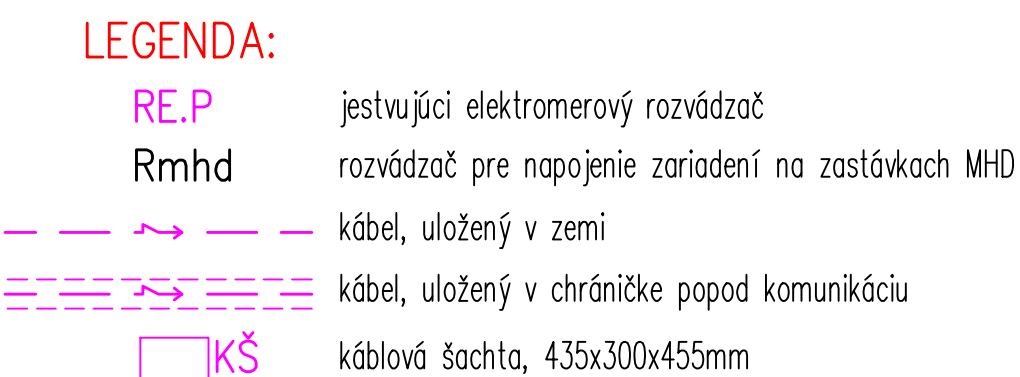 LEGENDA:
RE.P jestvujúci elektromerový rozvádzač
Rmhd rozvádzač pre napojenie zariadení na zastávkach MHD
kábel, uložený v zemi
kábel, uložený v chráničke popod komunikáciu
KŠ káblová šachta, 435x300x455mm